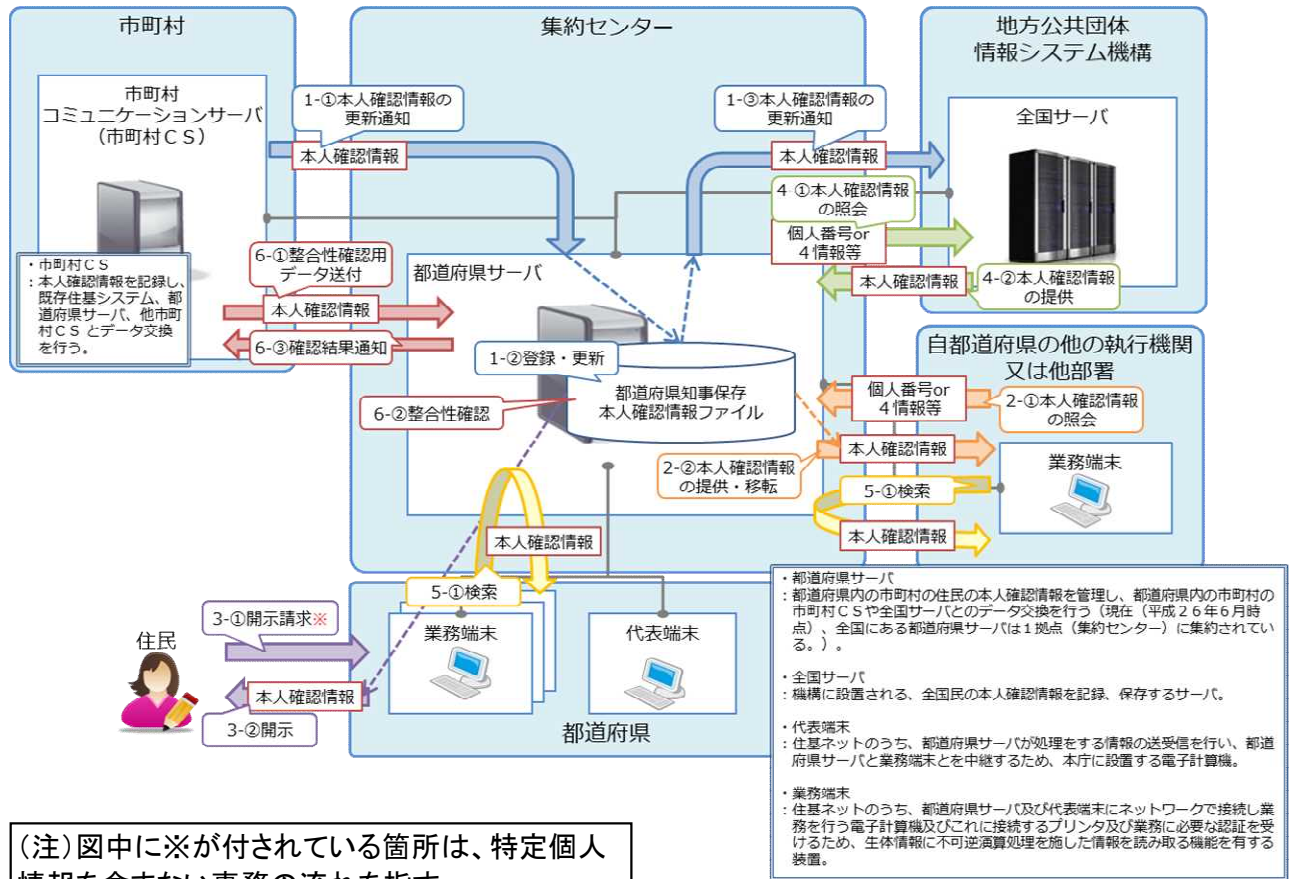 市町村
集約センター
地方公共団体
情報システム機構
市町村
コミュニケーションサーバ
(市町村CS)
1-①本人確認情報の
更新通知
本人確認情報
1-③本人確認情報の
更新通知
本人確認情報
全国サーバ
4-①本人確認情報
の照会
個人番号or
4情報等
本人確認情報
4-②本人確認情報
の提供
・市町村CS
:本人確認情報を記録し、
既存住基システム、都
道府県サーバ、他市町
村CS とデータ交換
を行う。
6-①整合性確認用
データ送付
本人確認情報
6-③確認結果通知
都道府県サーバ
1-②登録・更新
6-②整合性確認
都道府県知事保存
本人確認情報ファイル
自都道府県の他の執行機関
又は他部署
個人番号or
4情報等
2-①本人確認情報
の照会
本人確認情報
2-②本人確認情報
の提供・移転
業務端末
5-①検索
本人確認情報
本人確認情報
5-①検索
住民
3-①開示請求※
本人確認情報
3-②開示
業務端末
代表端末
都道府県
・都道府県サーバ
:都道府県内の市町村の住民の本人確認情報を管理し、都道府県内の市町村の
市町村CSや全国サーバとのデータ交換を行う(現在(平成26年6月時
点)、全国にある都道府県サーバは1拠点(集約センター)に集約されてい
る。)。
・全国サーバ
:機構に設置される、全国民の本人確認情報を記録、保存するサーバ。
・代表端末
:住基ネットのうち、都道府県サーバが処理をする情報の送受信を行い、都道
府県サーバと業務端末とを中継するため、本庁に設置する電子計算機。
・業務端末
:住基ネットのうち、都道府県サーバ及び代表端末にネットワークで接続し業
務を行う電子計算機及びこれに接続するプリンタ及び業務に必要な認証を受
けるため、生体情報に不可逆演算処理を施した情報を読み取る機能を有する
装置。
(注)図中に※が付されている箇所は、特定個人
情報を含まない事務の流れを指す